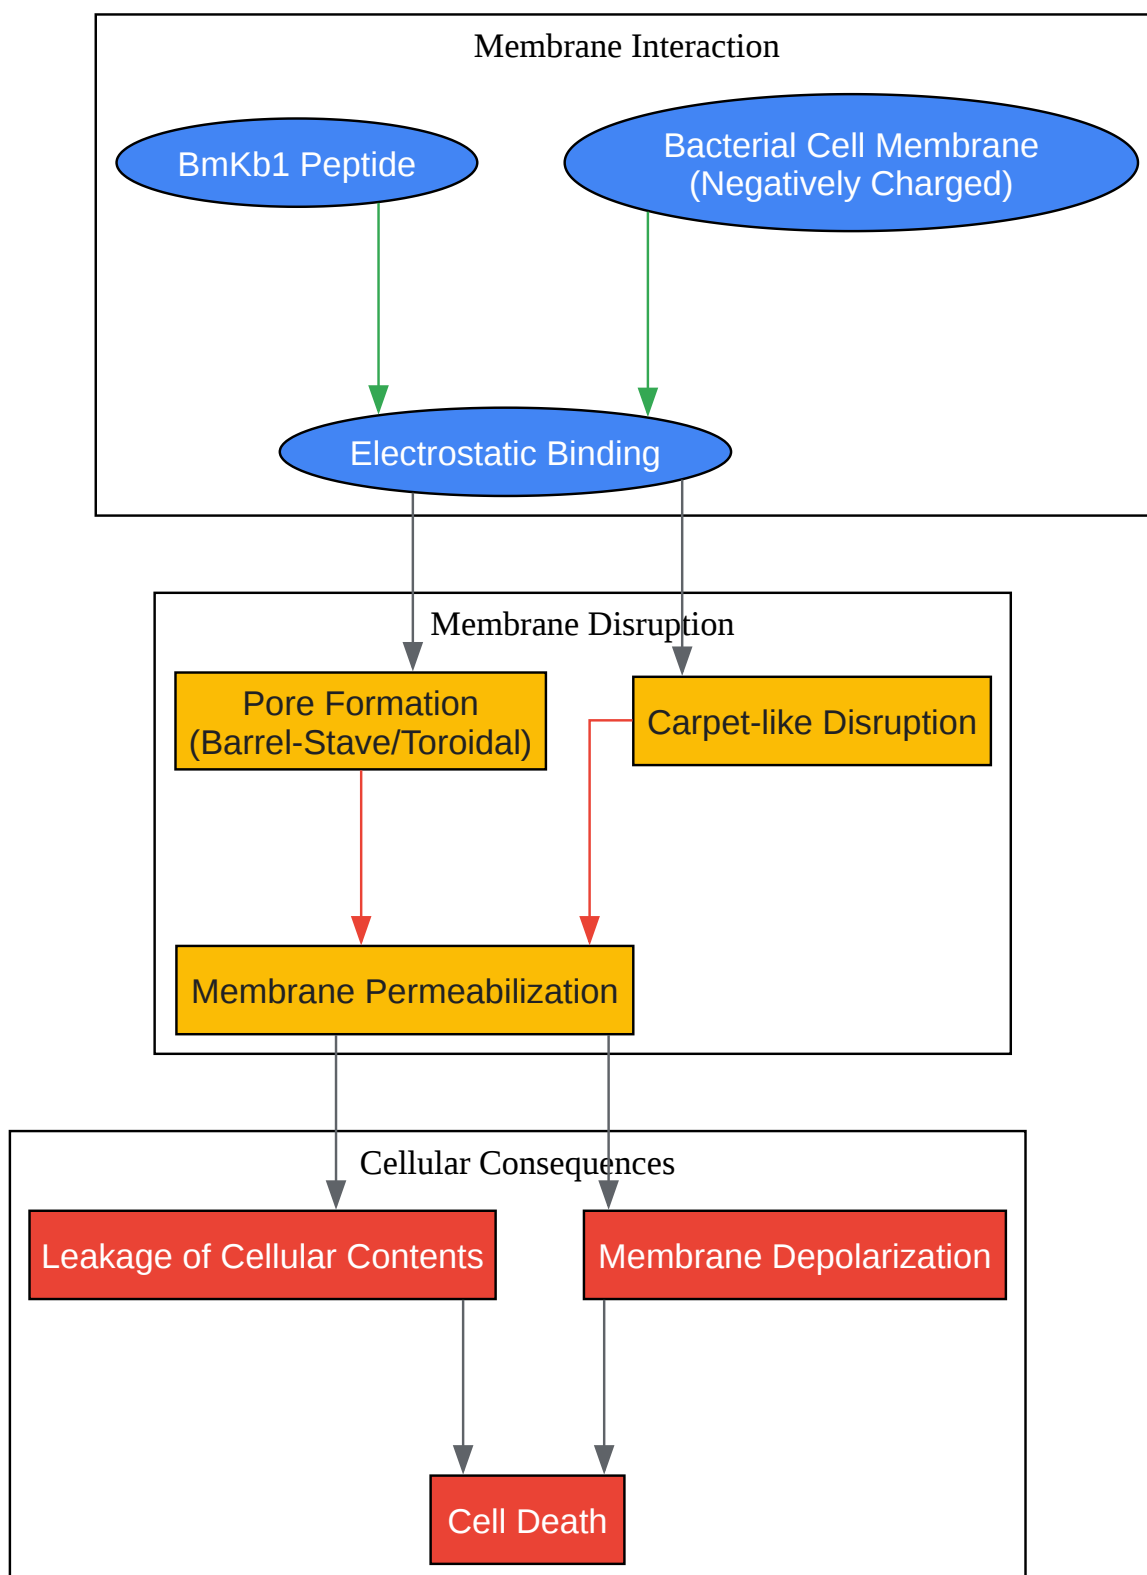 Membrane Interaction
BmKb1 Peptide
Bacterial Cell Membrane
(Negatively Charged)
Electrostatic Binding
Membrane Disruption
Pore Formation
(Barrel-Stave/Toroidal)
Carpet-like Disruption
Membrane Permeabilization
Cellular Consequences
Leakage of Cellular Contents
Membrane Depolarization
Cell Death